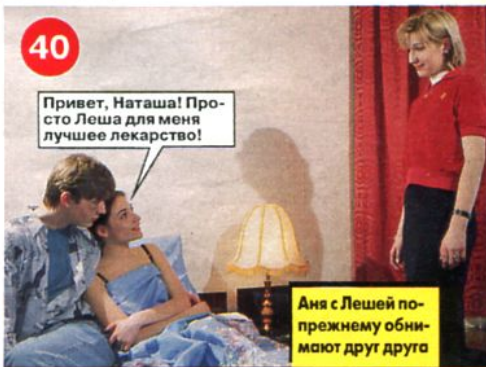 40
Привет, Наташа! Про-
сто Леша для меня
лучшее лекарство!
Аня с Лешей по-
прежнему обни-
мают друг друга